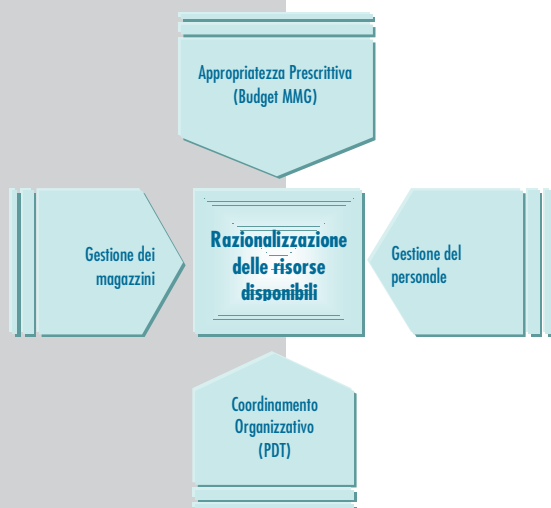 Appropriatezza Prescrittiva
(Budget MMG)
Gestione dei
magazzini
Razionalizzazione
delle risorse
disponibili
Gestione del
personale
Coordinamento
Organizzativo
(PDT)